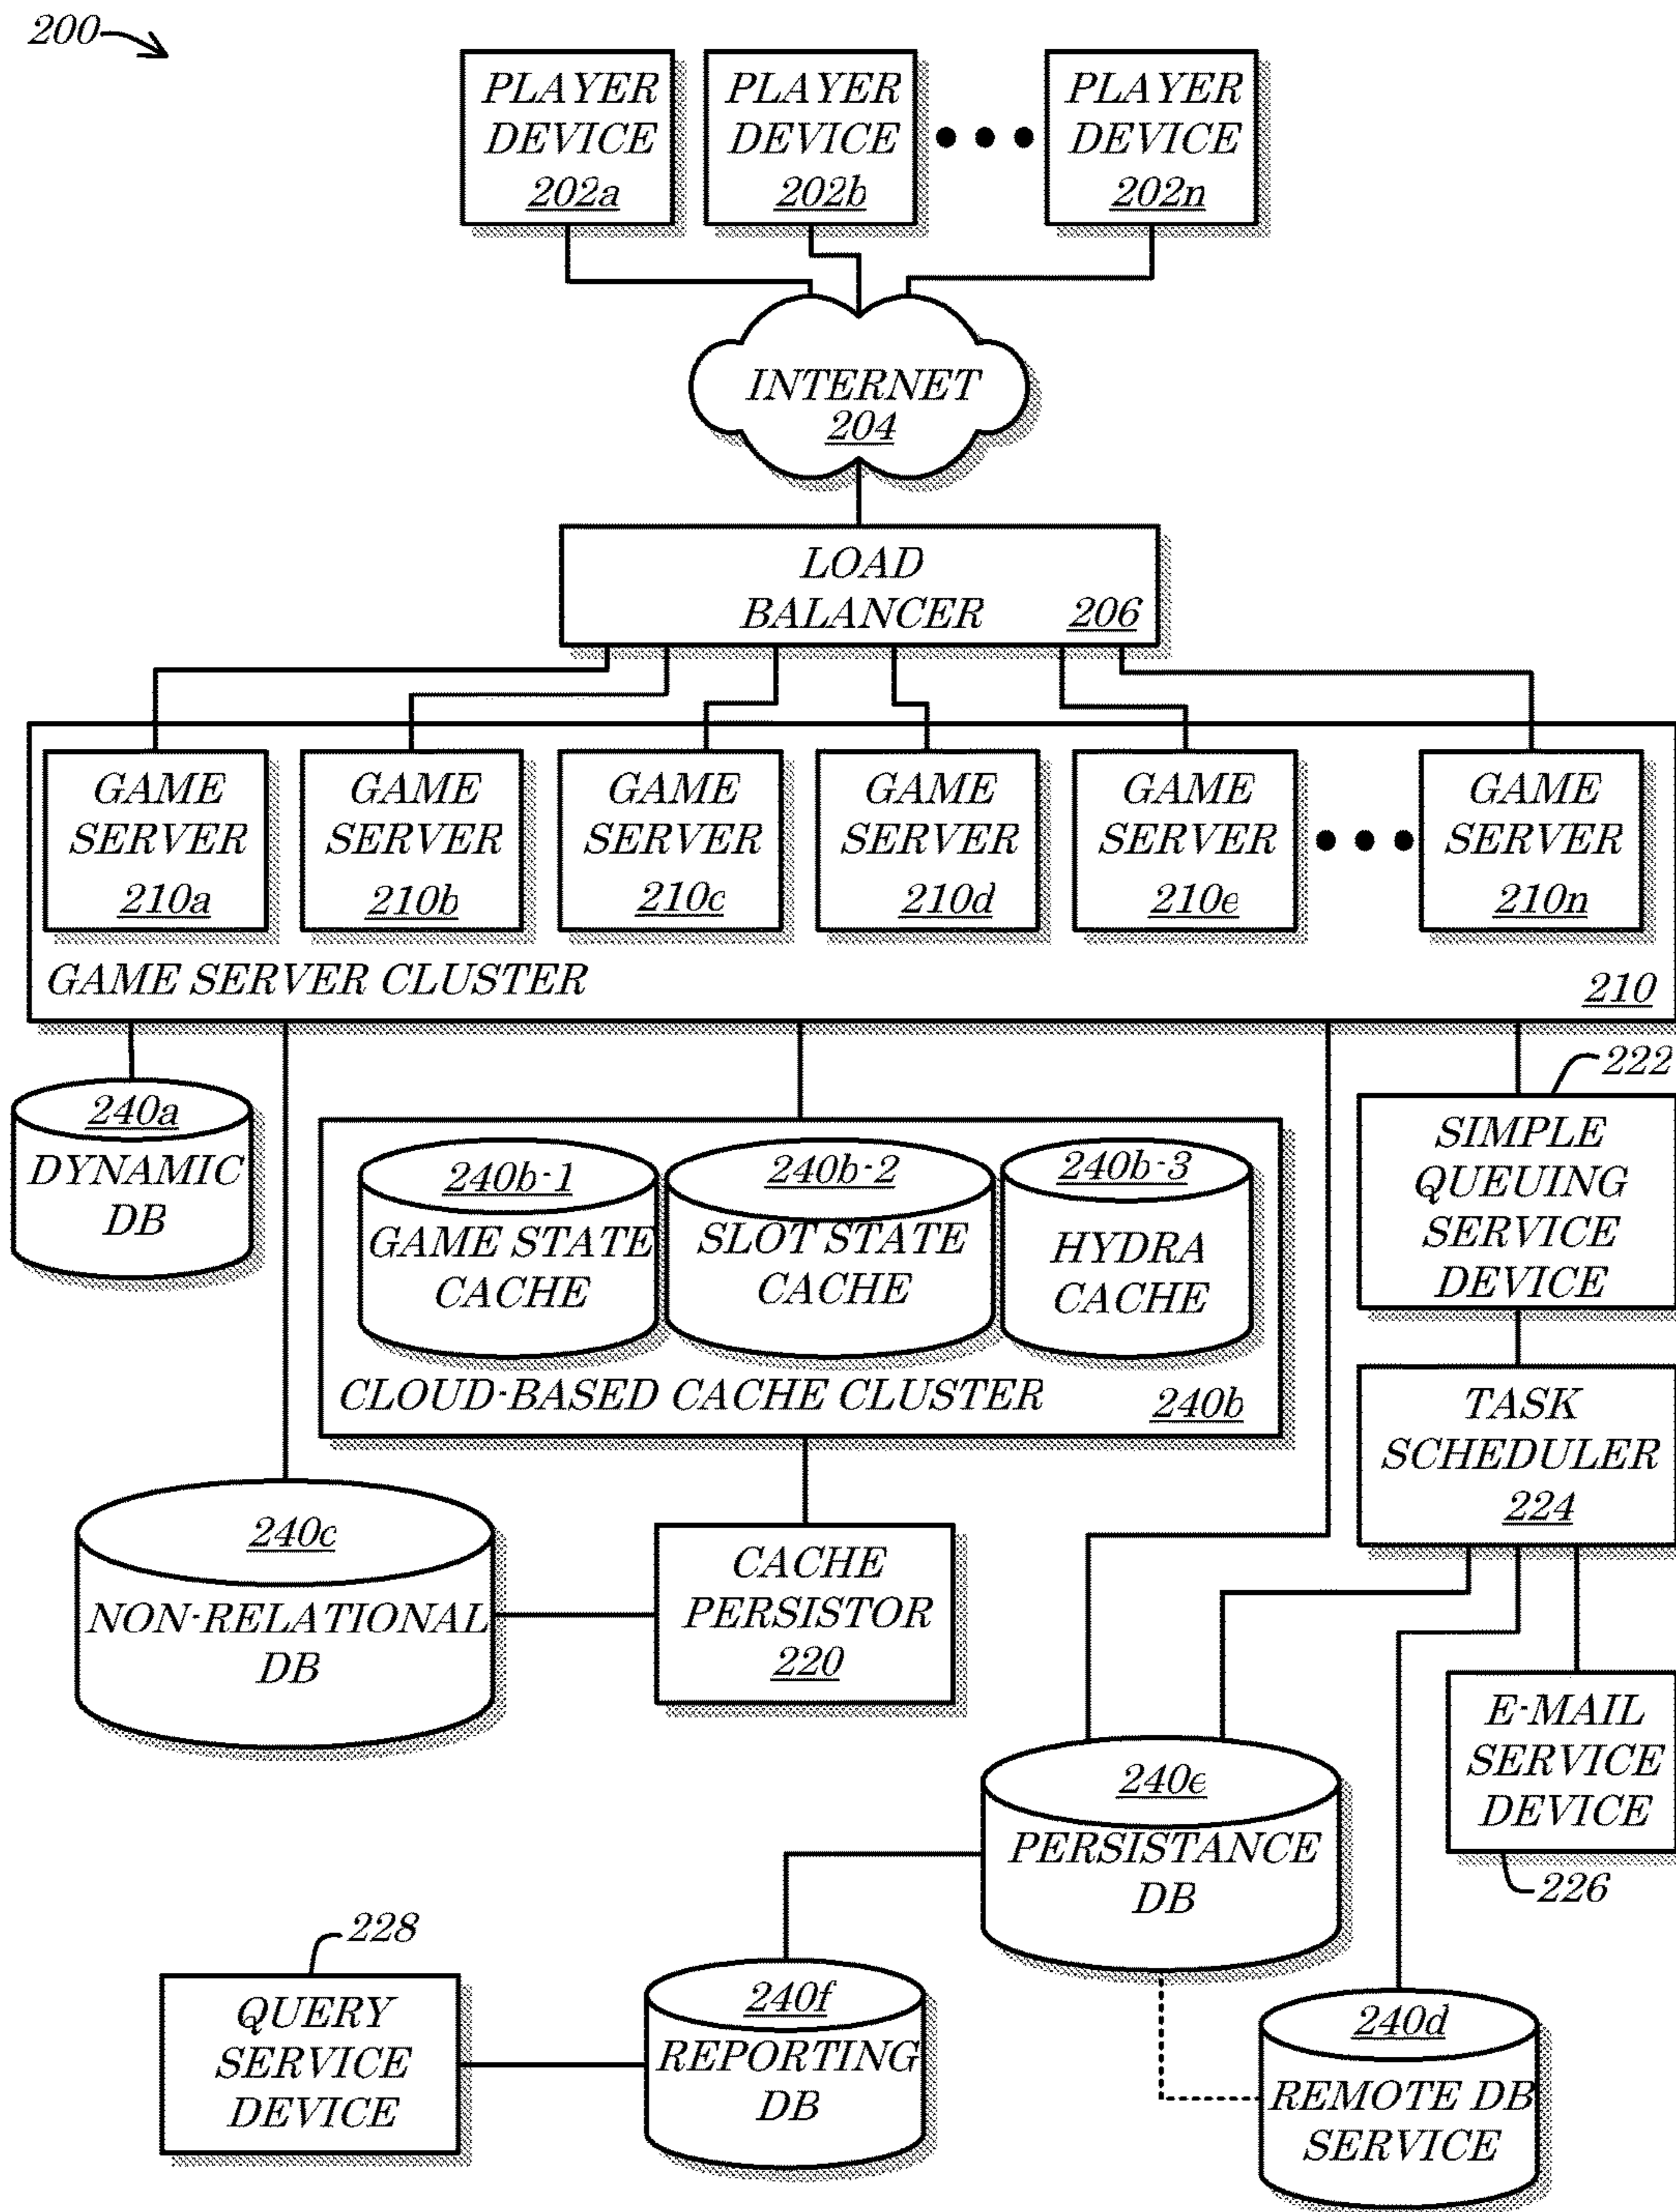 200
PLAYER
DEVICE
202a
PLAYER
DEVICE
202b
PLAYER
DEVICE
202n
INTERNET
204
LOAD
BALANCER
206
GAME
SERVER
210a
GAME
SERVER
210b
GAME
SERVER
210c
GAME
SERVER
210d
GAME
SERVER
210e
GAME
SERVER
210n
GAME SERVER CLUSTER
210
240a
DYNAMIC
DB
240b-1
GAME STATE
CACHE
240b-2
SLOT STATE
CACHE
240b-3
HYDRA
CACHE
CLOUD-BASED CACHE CLUSTER
240b
222
SIMPLE
QUEUING
SERVICE
DEVICE
TASK
SCHEDULER
224
240c
NON-RELATIONAL
DB
CACHE
PERSISTOR
220
E-MAIL
SERVICE
DEVICE
226
240e
PERSISTANCE
DB
228
QUERY
SERVICE
DEVICE
240f
REPORTING
DB
240d
REMOTE DB
SERVICE